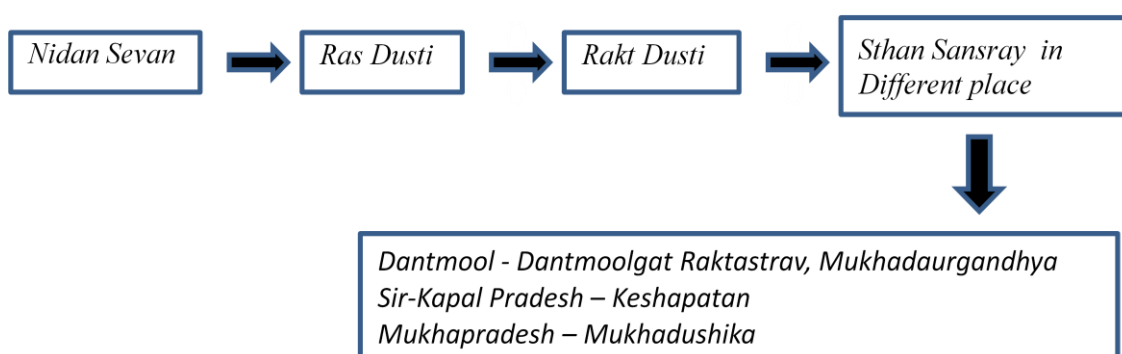 Nidan Sevan
Ras Dusti
Rakt Dusti
Sthan Sansray in
Different place
Dantmool - Dantmoolgat Raktastrav, Mukhadaurgandhya
Sir-Kapal Pradesh – Keshapatan
Mukhapradesh – Mukhadushika